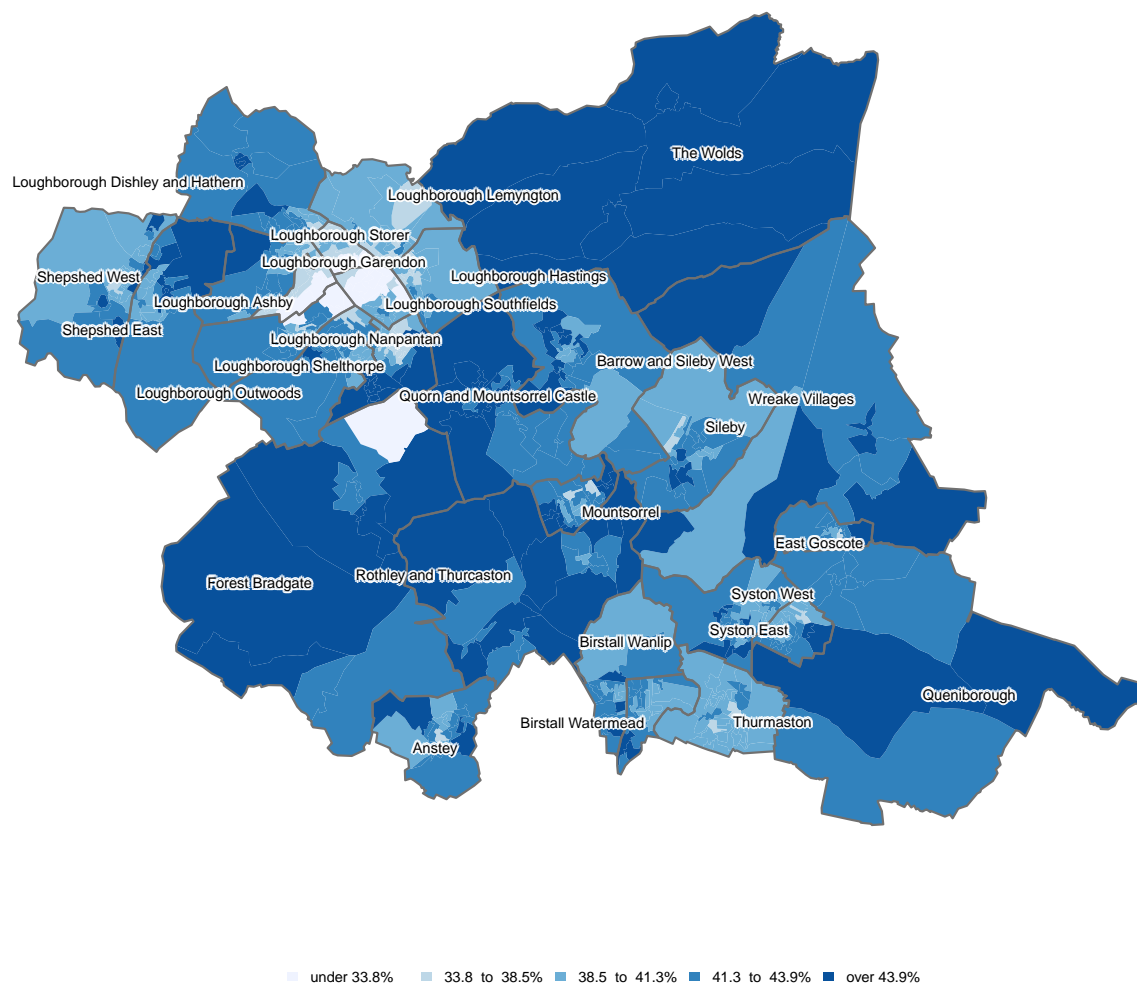 The Wolds
Loughborough Dishley and Hathern
Loughborough Lemyngton
Loughborough Storer
Loughborough Garendon
Shepshed West
Loughborough Hastings
Loughborough Ashby
Loughborough Southfields
Shepshed East
Loughborough Nanpantan
Barrow and Sileby West
Loughborough Shelthorpe
Loughborough Outwoods
Quorn and Mountsorrel Castle
Wreake Villages
Sileby
Mountsorrel
East Goscote
Rothley and Thurcaston
Forest Bradgate
Syston West
Syston East
Birstall Wanlip
Queniborough
Birstall Watermead
Thurmaston
Anstey
under 33.8% 33.8 to 38.5% 38.5 to 41.3% 41.3 to 43.9% over 43.9%